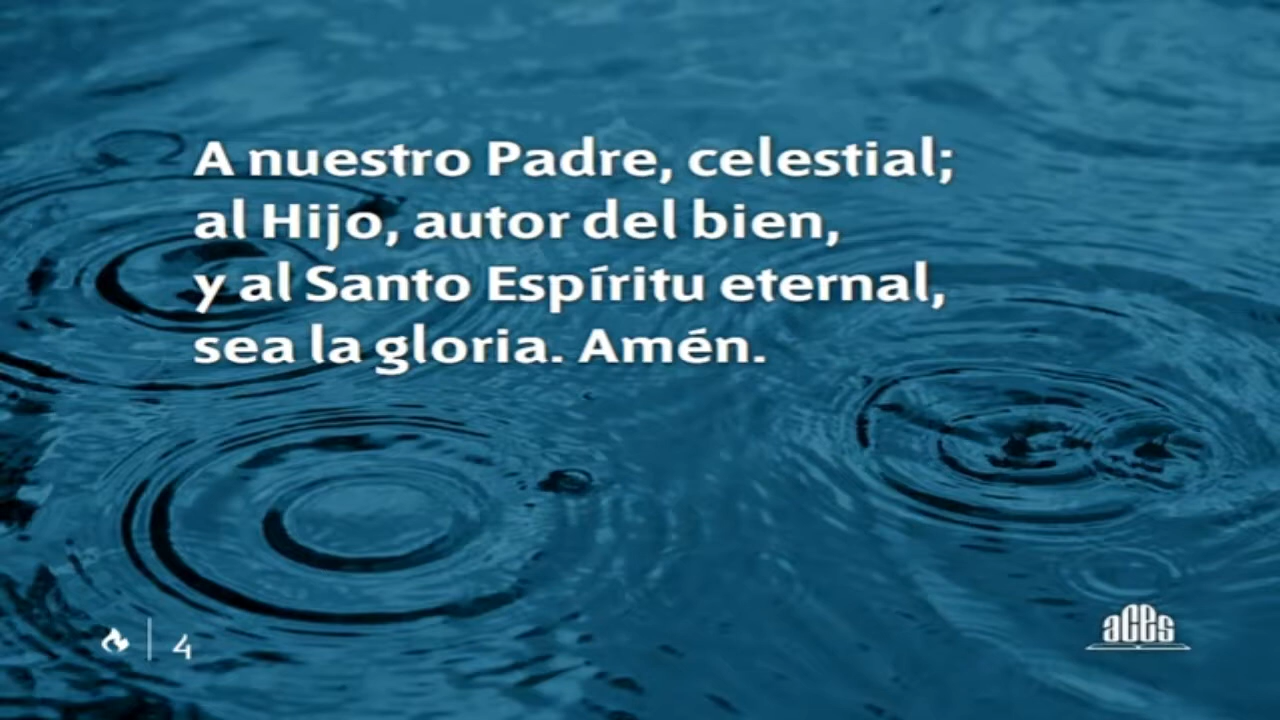 A nuestro Padre, celestial;
al Hijo, autor del bien,
y al Santo Espíritu eternal,
sea la gloria. Amén.
4
aces